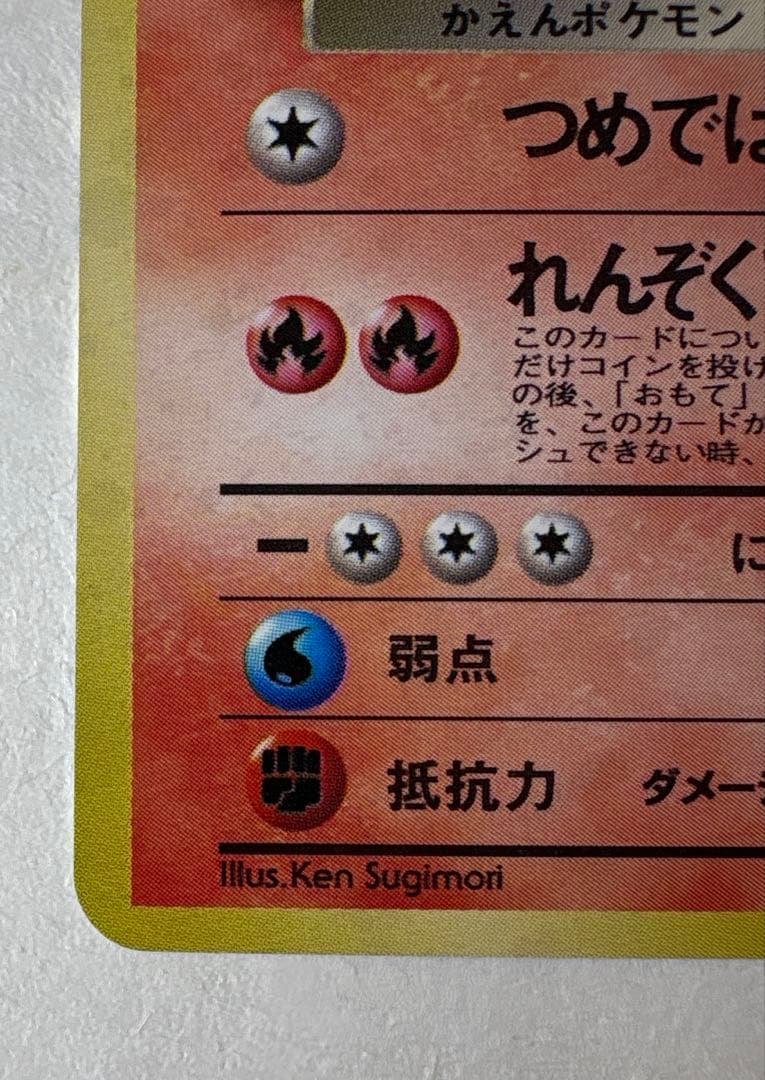 かえんポケモン
つめでは
れんぞく
このカードについ
だけコインを投げ
の後、「おもて」
を、このカードが
シュできない時、
ー
に
弱点
抵抗力 ダメー
Illus.Ken Sugimori